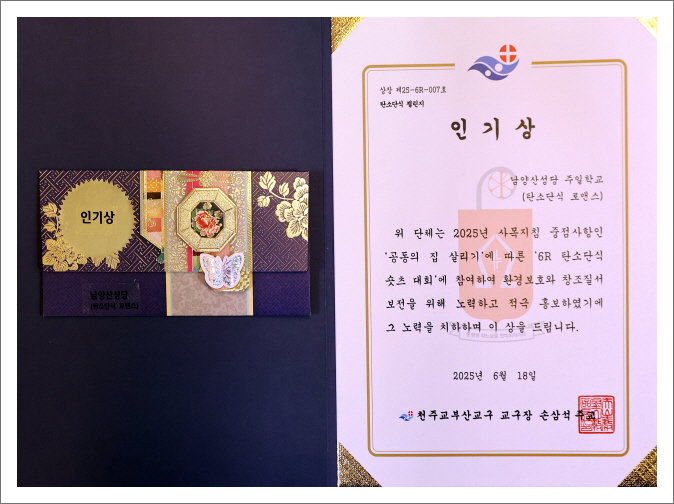 인기상
남양산성당
(탄소단식 로맨스)
상장 제25-6R-007호
탄소단식 챌린지
인기상
남양산성당 주일학교
(탄소단식 로맨스)
위 단체는 2025년 사목지침 중점사항인
'공동의 집 살리기'에 따른 '6R 탄소단식
숏츠 대회'에 참여하여 환경보호와 창조질서
보전을 위해 노력하고 적극 홍보하였기에
그 노력을 치하하며 이 상을 드립니다.
2025년 6월 18일
천주교부산교구 교구장 손삼석 주교